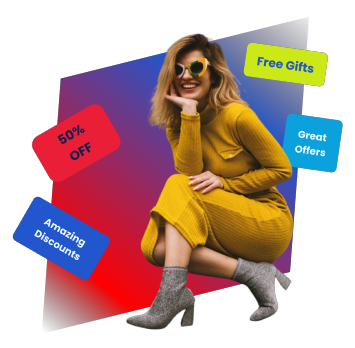 Free Gifts
50%
OFF
Great
Offers
Amazing
Discounts